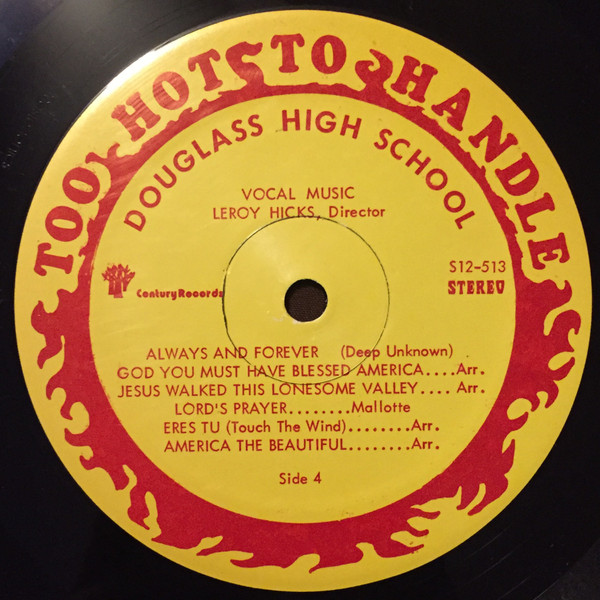 TOO HOT TO HANDLE
DOUGLASS HIGH SCHOOL
VOCAL MUSIC
LEROY HICKS, Director
Century Records
S12-513
STEREO
ALWAYS AND FOREVER (Deep Unknown)
GOD YOU MUST HAVE BLESSED AMERICA....Arr.
JESUS WALKED THIS LONESOME VALLEY.... Arr.
LORD'S PRAYER........Mallotte
ERES TU (Touch The Wind)........Arr.
AMERICA THE BEAUTIFUL........Arr.
Side 4